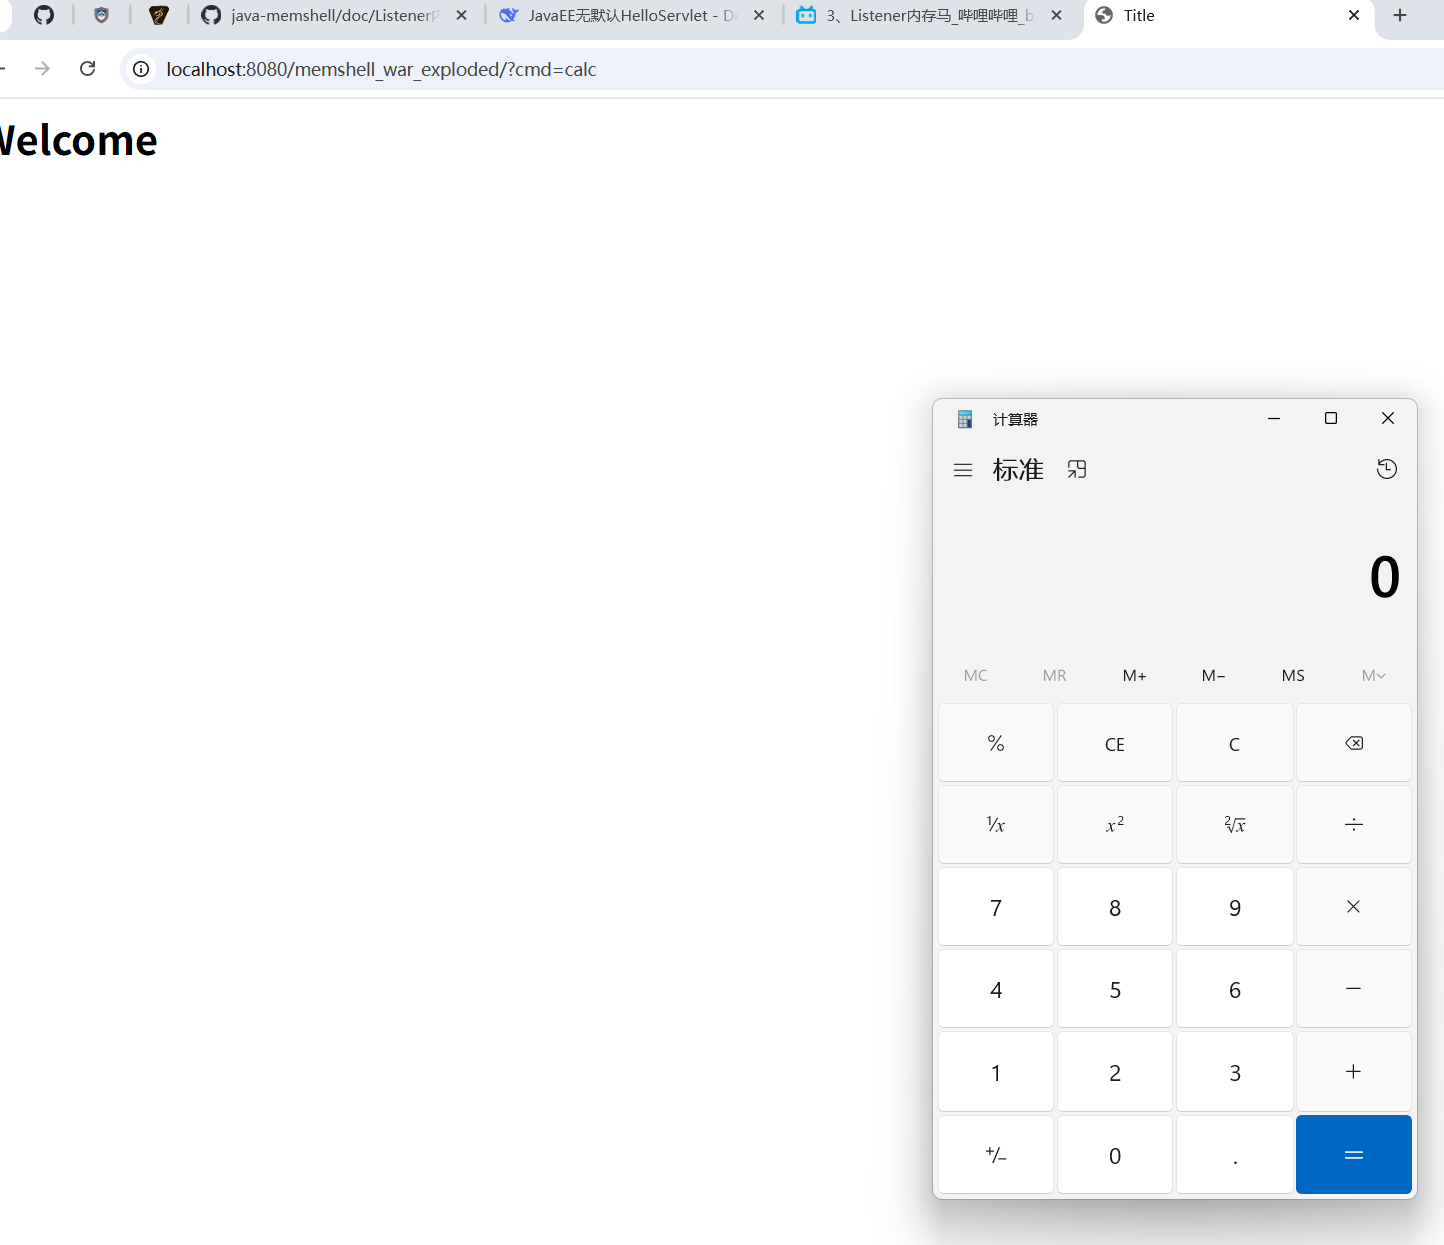 java-memshell/doc/Listener
JavaEE无默认HelloServlet - D
3、Listener内存马_哔哩哔哩_b
Title
localhost:8080/memshell_war_exploded/?cmd=calc
Welcome
计算器
标准
0
MC MR M+ M− MS M
% CE C
¹/x x² ²√x ÷
7 8 9 ×
4 5 6 −
1 2 3 +
+/− 0 . =